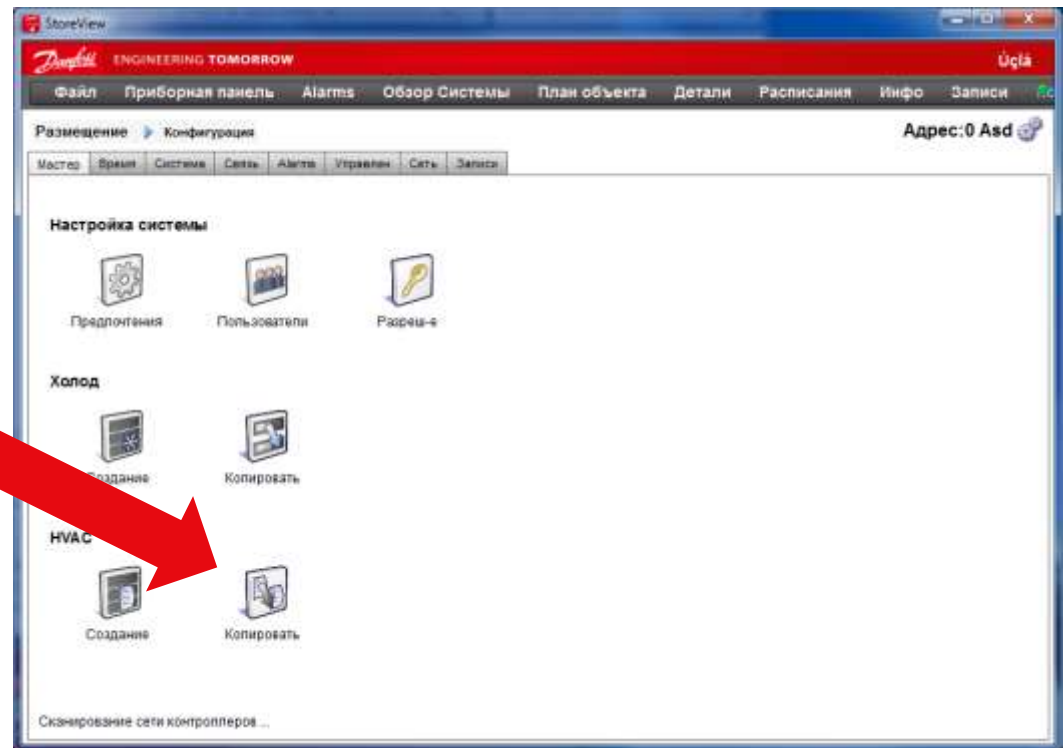 StoreView
Danfoss ENGINEERING TOMORROW Üçlá
Файл Приборная панель Alarms Обзор Системы План объекта Детали Расписания Инфо Записи
Размещение Конфигурация Адрес:0 Asd
Мастер Время Система Связь Alarms Управлен Сеть Записи
Настройка системы
Предпочтения Пользователи Разреш-е
Холод
Создание Копировать
HVAC
Создание Копировать
Сканирование сети контроллеров ...